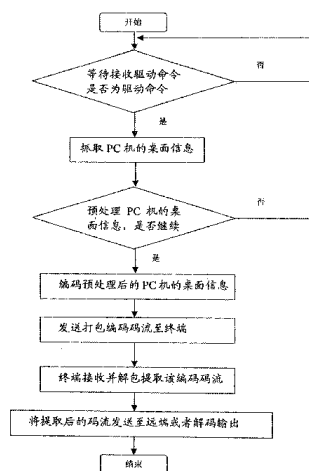 开始
等待接收驱动命令
是否为驱动命令
否
是
抓取 PC 机的桌面信息
预处理 PC 机的桌
面信息，是否继续
否
是
编码预处理后的PC机的桌面信息
发送打包编码码流至终端
终端接收并解包提取该编码码流
将提取后的码流发送至远端或者解码输出
结束